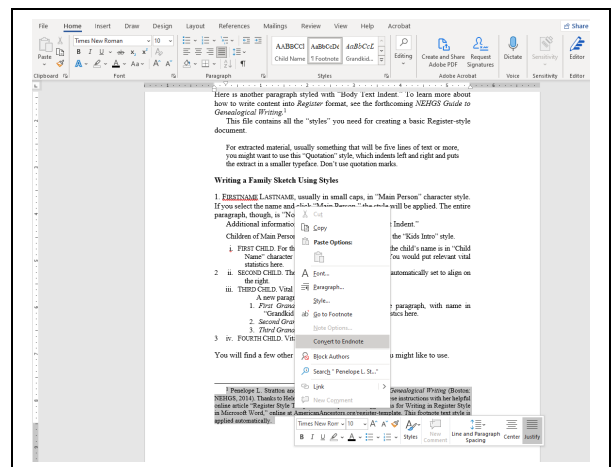 File Home Insert Draw Design Layout References Mailings Review View Help Acrobat Share
Times New Roman 10
AABBCCl AaBbCcDc AaBbCcL
Child Name ¶ Footnote Grandkid...
Paste
Editing
Create and Share Adobe PDF
Request Signatures
Dictate
Sensitivity
Editor
Clipboard Font Paragraph Styles Adobe Acrobat Voice Sensitivity Editor
Here is another paragraph styled with "Body Text Indent." To learn more about
how to write content into Register format, see the forthcoming NEHGS Guide to
Genealogical Writing.1
This file contains all the "styles" you need for creating a basic Register-style
document.
For extracted material, usually something that will be five lines of text or more,
you might want to use this "Quotation" style, which indents left and right and puts
the extract in a smaller typeface. Don't use quotation marks.
Writing a Family Sketch Using Styles
1. FIRSTNAME LASTNAME, usually in small caps, in "Main Person" character style.
If you select the name and click "Main Person," the style will be applied. The entire
paragraph, though, is "No
Additional informatio t Indent."
Children of Main Person the "Kids Intro" style.
i. FIRST CHILD. For th the child's name is in "Child
Name" character You would put relevant vital
statistics here.
2 ii. SECOND CHILD. The automatically set to align on
the right.
iii. THIRD CHILD. Vital
A new paragr
1. First Grana e paragraph, with name in
"Grandkid stics here.
2. Second Gra
3. Third Grana
3 iv. FOURTH CHILD. Vita
You will find a few other u might like to use.
Cut
Copy
Paste Options:
Font...
Paragraph...
Style...
Go to Footnote
Note Options...
Convert to Endnote
Block Authors
Search " Penelope L. St..."
Link
New Comment
1 Penelope L. Stratton an Genealogical Writing (Boston:
NEHGS, 2014). Thanks to Hele se instructions with her helpful
online article "Register Style T s for Writing in Register Style
in Microsoft Word," online at AmericanAncestors.org/register-template. This footnote text style is
applied automatically.
Times New Rom 10
B I U Styles New Comment Line and Paragraph Spacing Center Justify